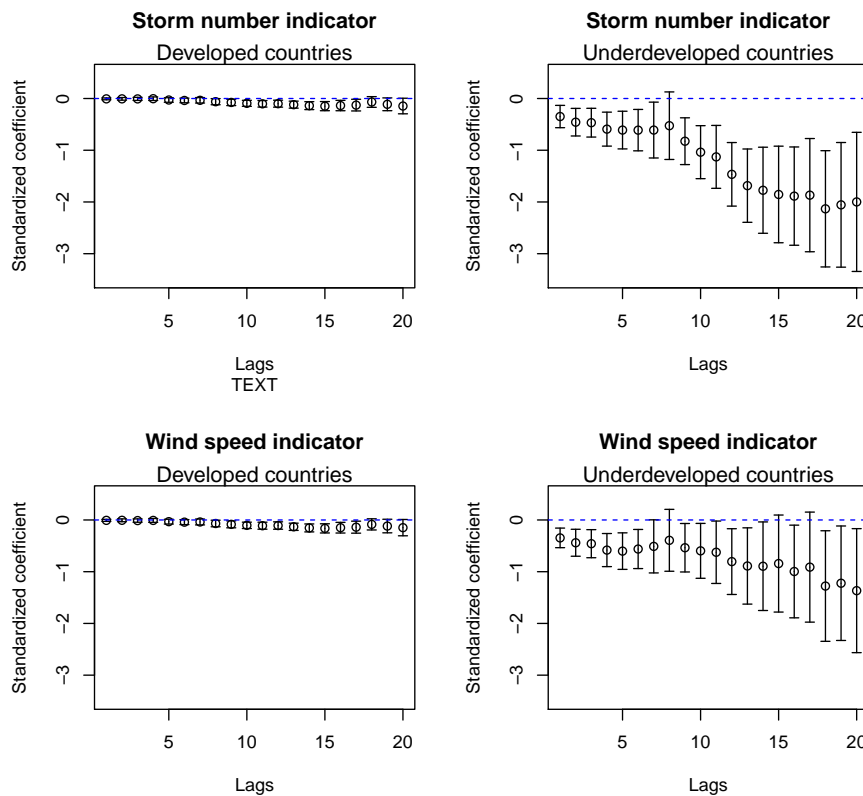 Storm number indicator
Developed countries
Standardized coefficient
0
−1
−2
−3
5
10
15
20
Lags
TEXT
Storm number indicator
Underdeveloped countries
Standardized coefficient
0
−1
−2
−3
5
10
15
20
Lags
Wind speed indicator
Developed countries
Standardized coefficient
0
−1
−2
−3
5
10
15
20
Lags
Wind speed indicator
Underdeveloped countries
Standardized coefficient
0
−1
−2
−3
5
10
15
20
Lags